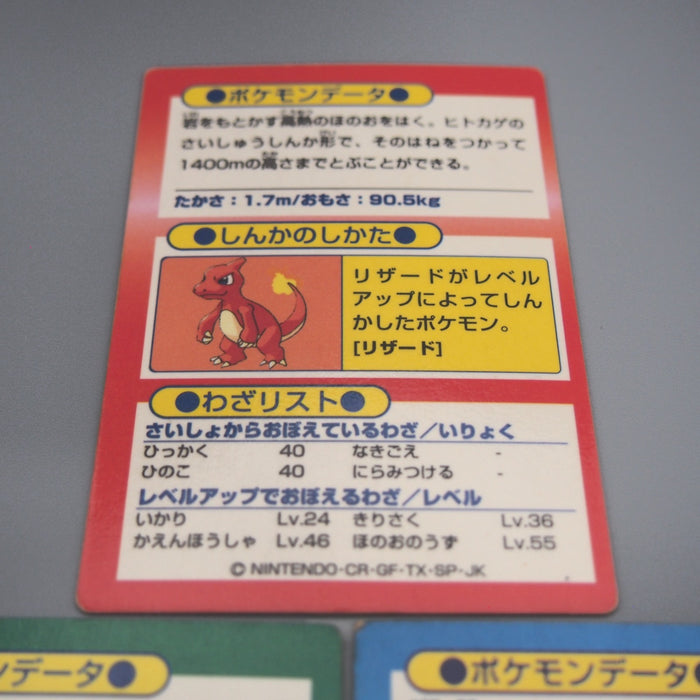 ●ポケモンデータ●
岩をもとかす高熱のほのおをはく。ヒトカゲの
さいしゅうしんか形で、そのはねをつかって
1400mの高さまでとぶことができる。
たかさ：1.7m/おもさ：90.5kg
●しんかのしかた●
リザードがレベル
アップによってしん
かしたポケモン。
[リザード]
●わざリスト●
さいしょからおぼえているわざ／いりょく
ひっかく 40 なきごえ -
ひのこ 40 にらみつける -
レベルアップでおぼえるわざ／レベル
いかり Lv.24 きりさく Lv.36
かえんほうしゃ Lv.46 ほのおのうず Lv.55
© NINTENDO·CR·GF·TX·SP·JK
ンデータ●
●ポケモンデータ